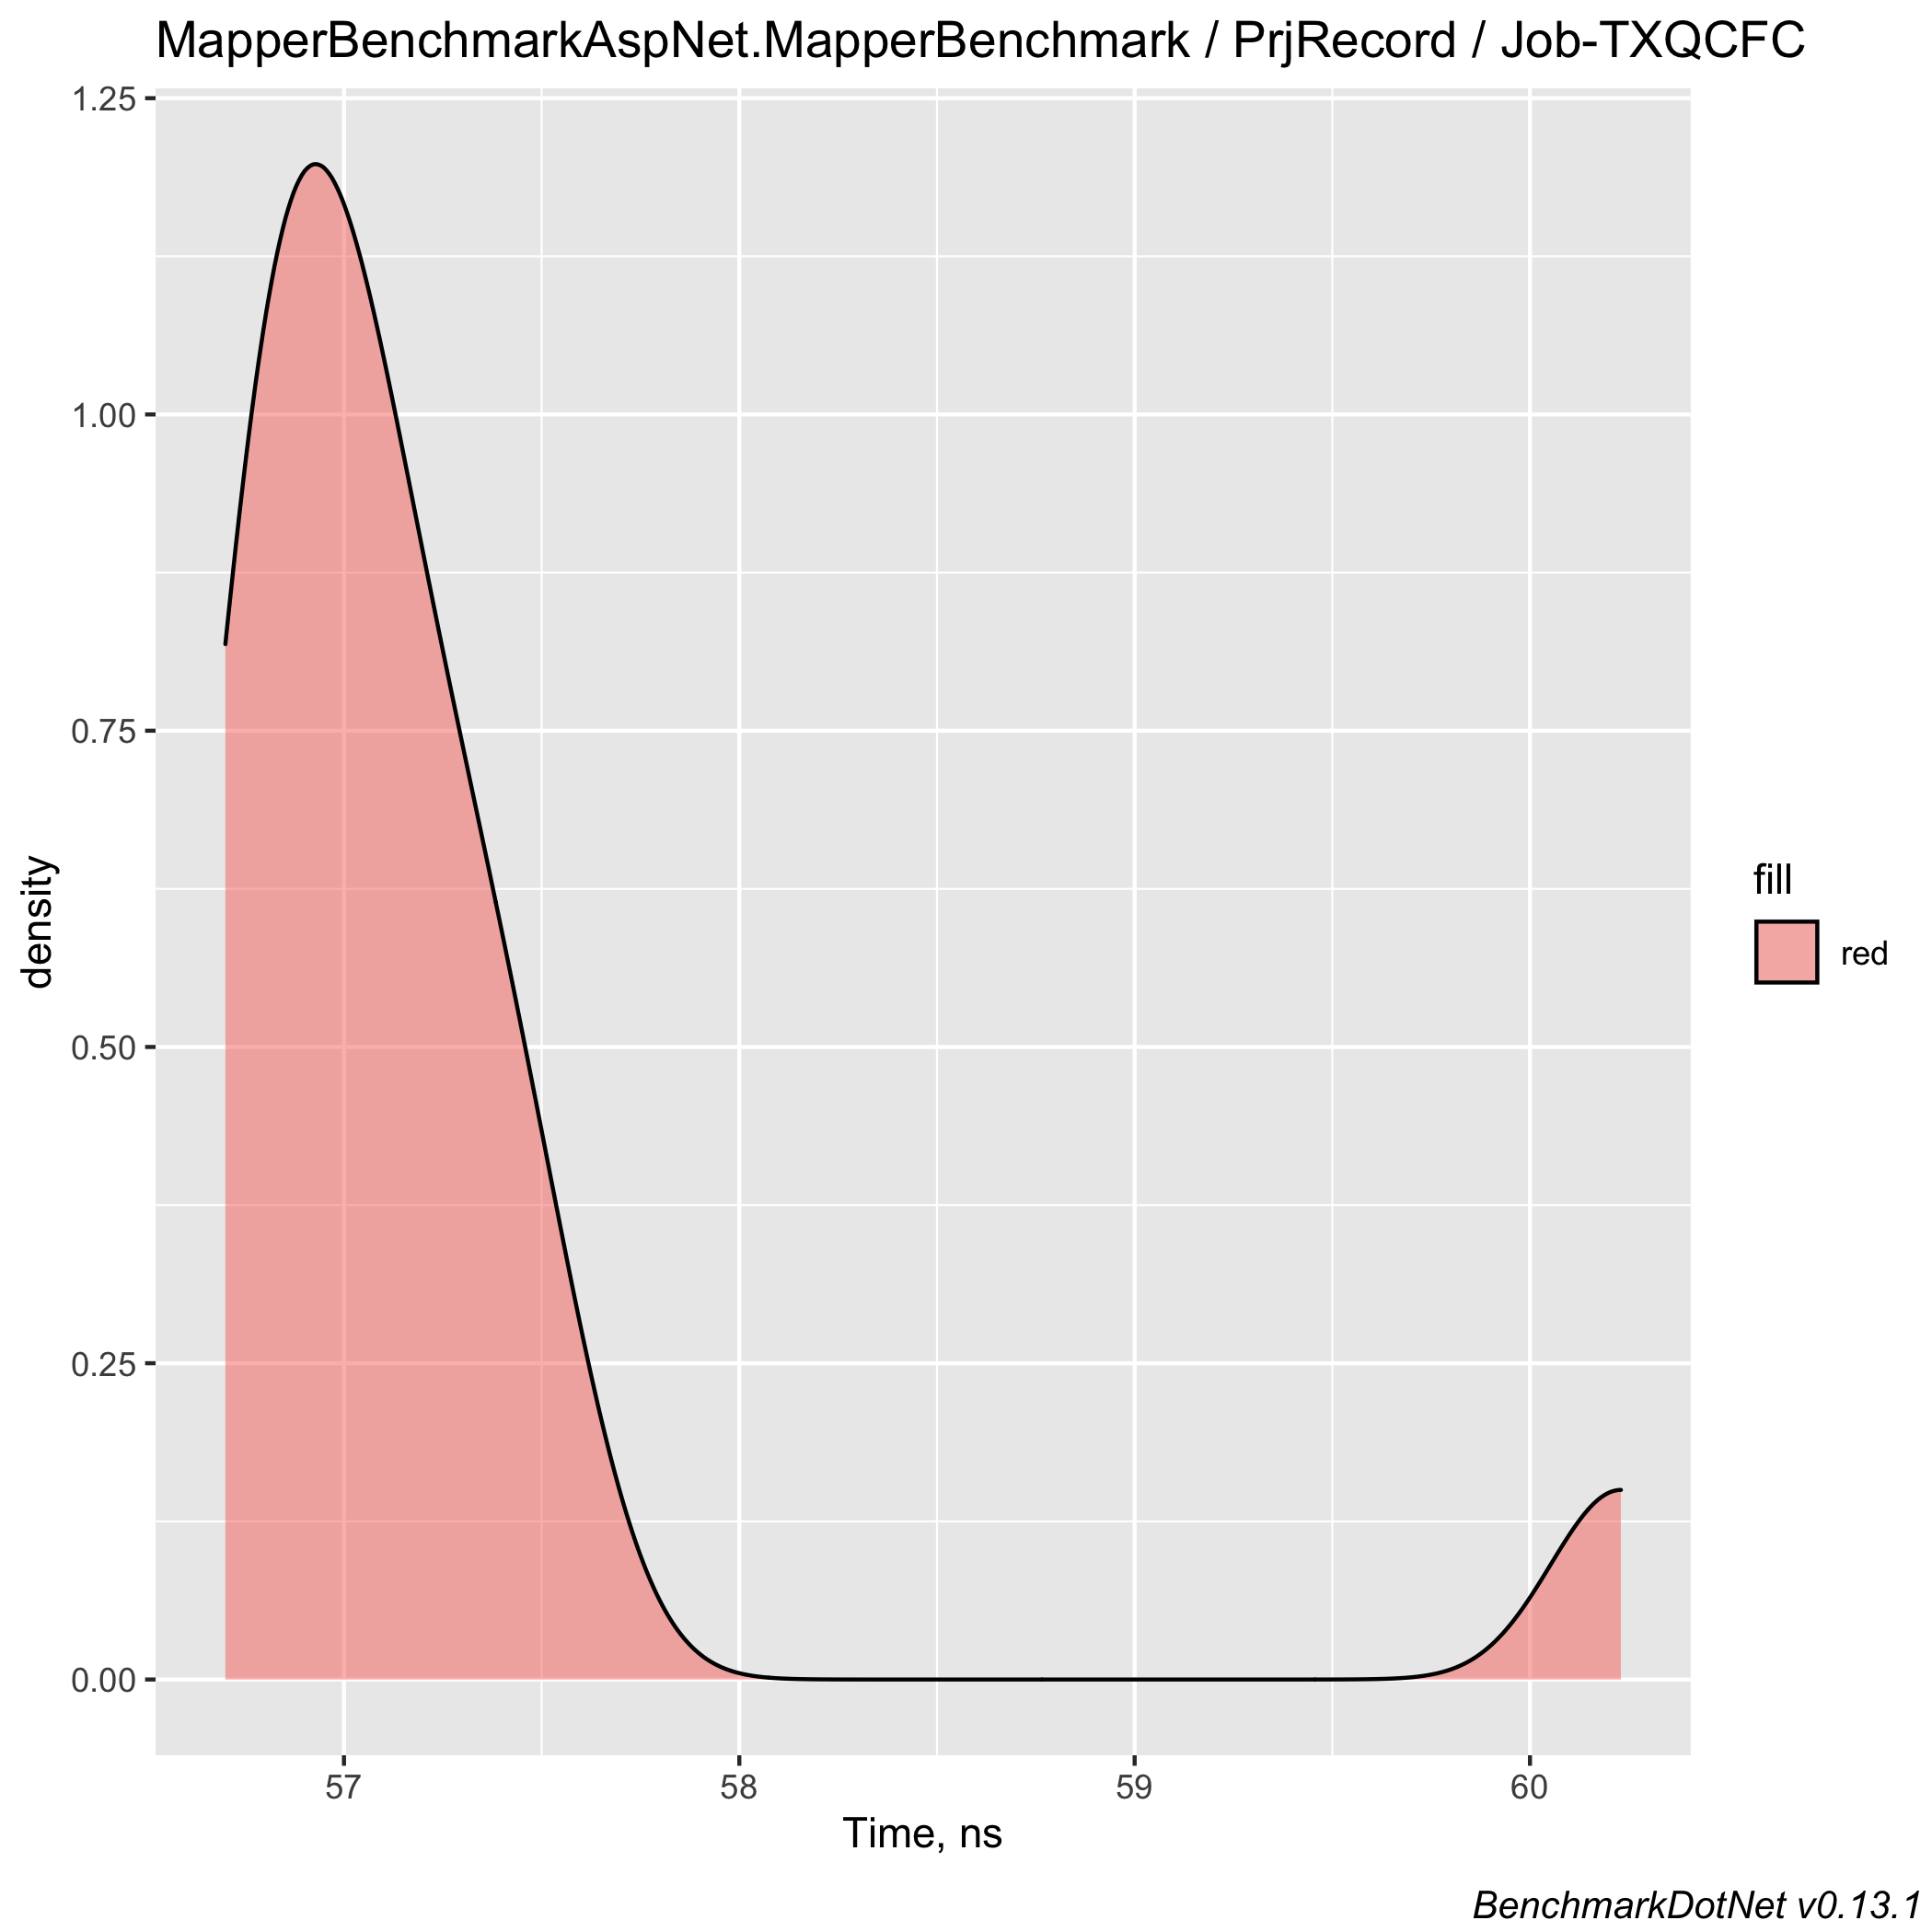 MapperBenchmarkAspNet.MapperBenchmark / PrjRecord / Job-TXQCFC
1.25
1.00
0.75
0.50
0.25
0.00
density
57 58 59 60
Time, ns
fill
red
BenchmarkDotNet v0.13.1